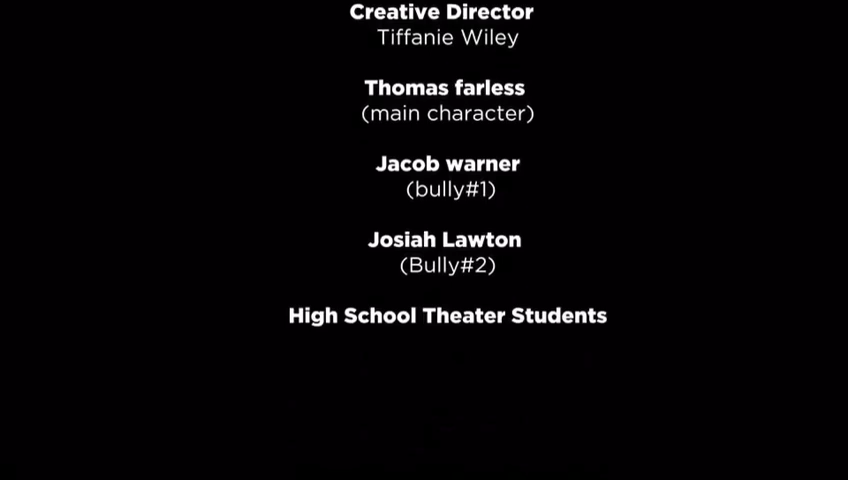 Creative Director
Tiffanie Wiley
Thomas farless
(main character)
Jacob warner
(bully#1)
Josiah Lawton
(Bully#2)
High School Theater Students